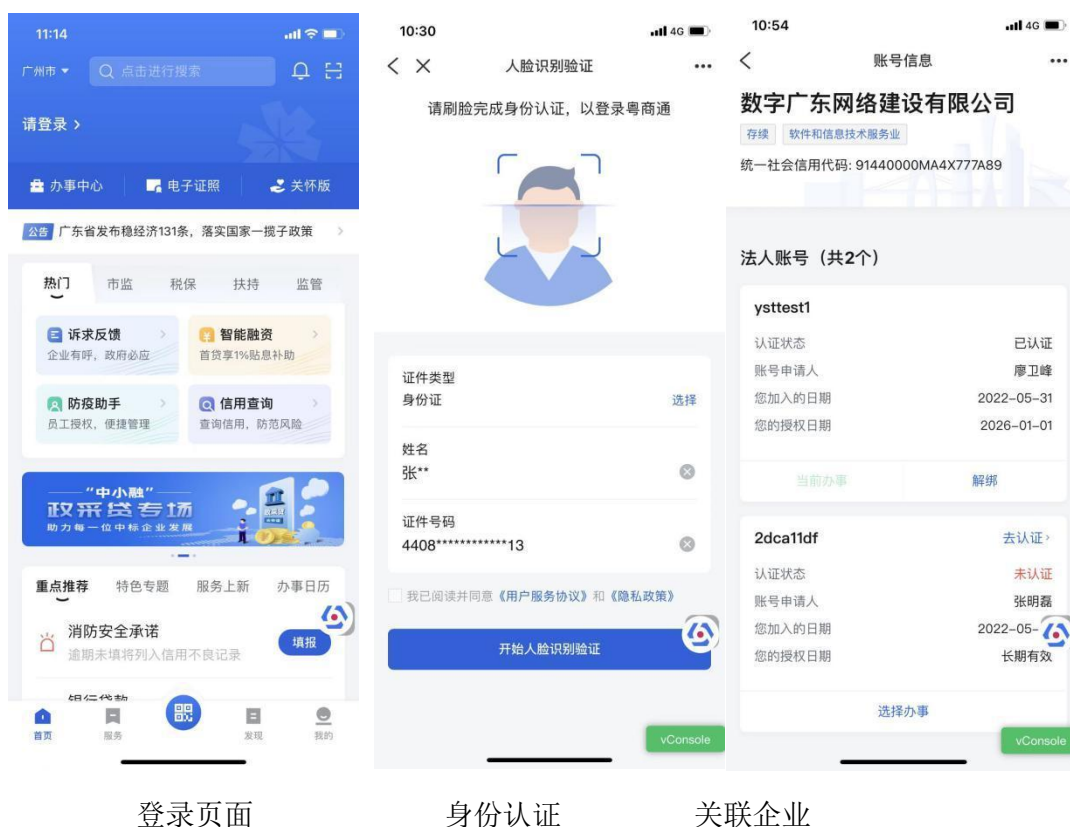 11:14
广州市
点击进行搜索
请登录
办事中心
电子证照
关怀版
公告 广东省发布稳经济131条，落实国家一揽子政策
热门 市监 税保 扶持 监管
诉求反馈
企业有呼，政府必应
智能融资
首贷享1%贴息补助
防疫助手
员工授权，便捷管理
信用查询
查询信用，防范风险
“中小融”
政采贷专场
助力每一位中标企业发展
重点推荐 特色专题 服务上新 办事日历
消防安全承诺
逾期未填将列入信用不良记录
填报
银行贷款
首页 服务 发现 我的
登录页面
10:30
4G
人脸识别验证
请刷脸完成身份认证，以登录粤商通
证件类型
身份证
选择
姓名
张**
证件号码
4408************13
我已阅读并同意《用户服务协议》和《隐私政策》
开始人脸识别验证
vConsole
身份认证
10:54
4G
账号信息
数字广东网络建设有限公司
存续 软件和信息技术服务业
统一社会信用代码: 91440000MA4X777A89
法人账号（共2个）
ysttest1
认证状态 已认证
账号申请人 廖卫峰
您加入的日期 2022-05-31
您的授权日期 2026-01-01
当前办事 解绑
2dca11df 去认证
认证状态 未认证
账号申请人 张明磊
您加入的日期 2022-05-
您的授权日期 长期有效
选择办事
vConsole
关联企业